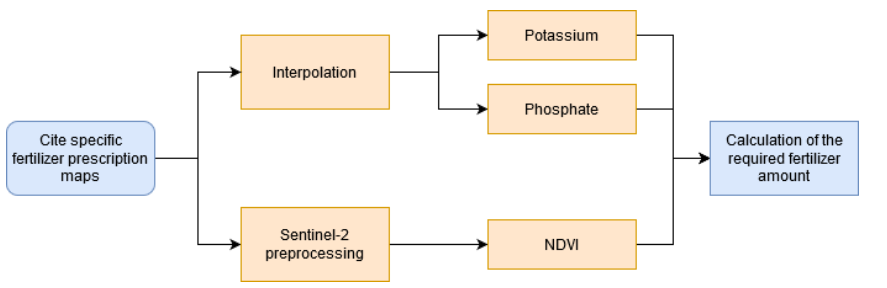 Cite specific
fertilizer prescription
maps
Interpolation
Sentinel-2
preprocessing
Potassium
Phosphate
NDVI
Calculation of the
required fertilizer
amount